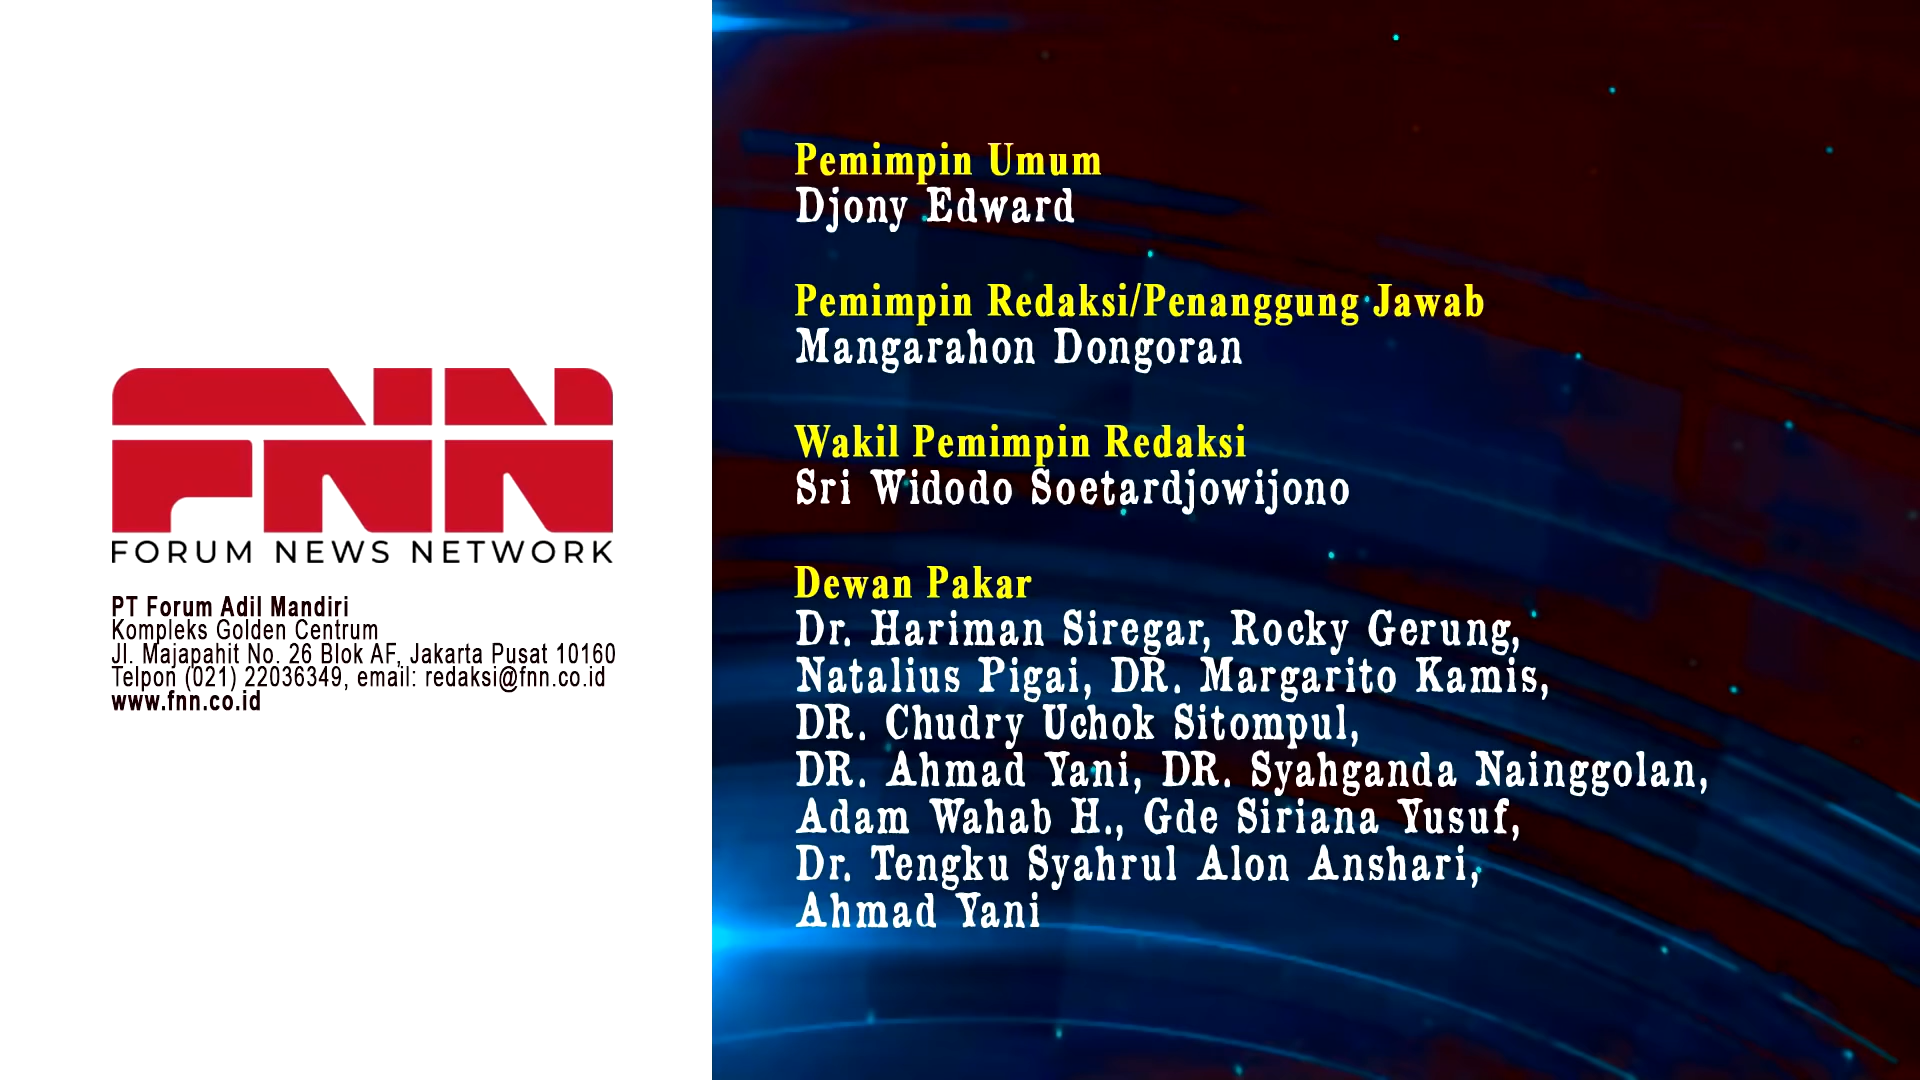 FNN
FORUM NEWS NETWORK
PT Forum Adil Mandiri
Kompleks Golden Centrum
Jl. Majapahit No. 26 Blok AF, Jakarta Pusat 10160
Telpon (021) 22036349, email: redaksi@fnn.co.id
www.fnn.co.id
Pemimpin Umum
Djony Edward
Pemimpin Redaksi/Penanggung Jawab
Mangarahon Dongoran
Wakil Pemimpin Redaksi
Sri Widodo Soetardjowijono
Dewan Pakar
Dr. Hariman Siregar, Rocky Gerung,
Natalius Pigai, DR. Margarito Kamis,
DR. Chudry Uchok Sitompul,
DR. Ahmad Yani, DR. Syahganda Nainggolan,
Adam Wahab H., Gde Siriana Yusuf,
Dr. Tengku Syahrul Alon Anshari,
Ahmad Yani